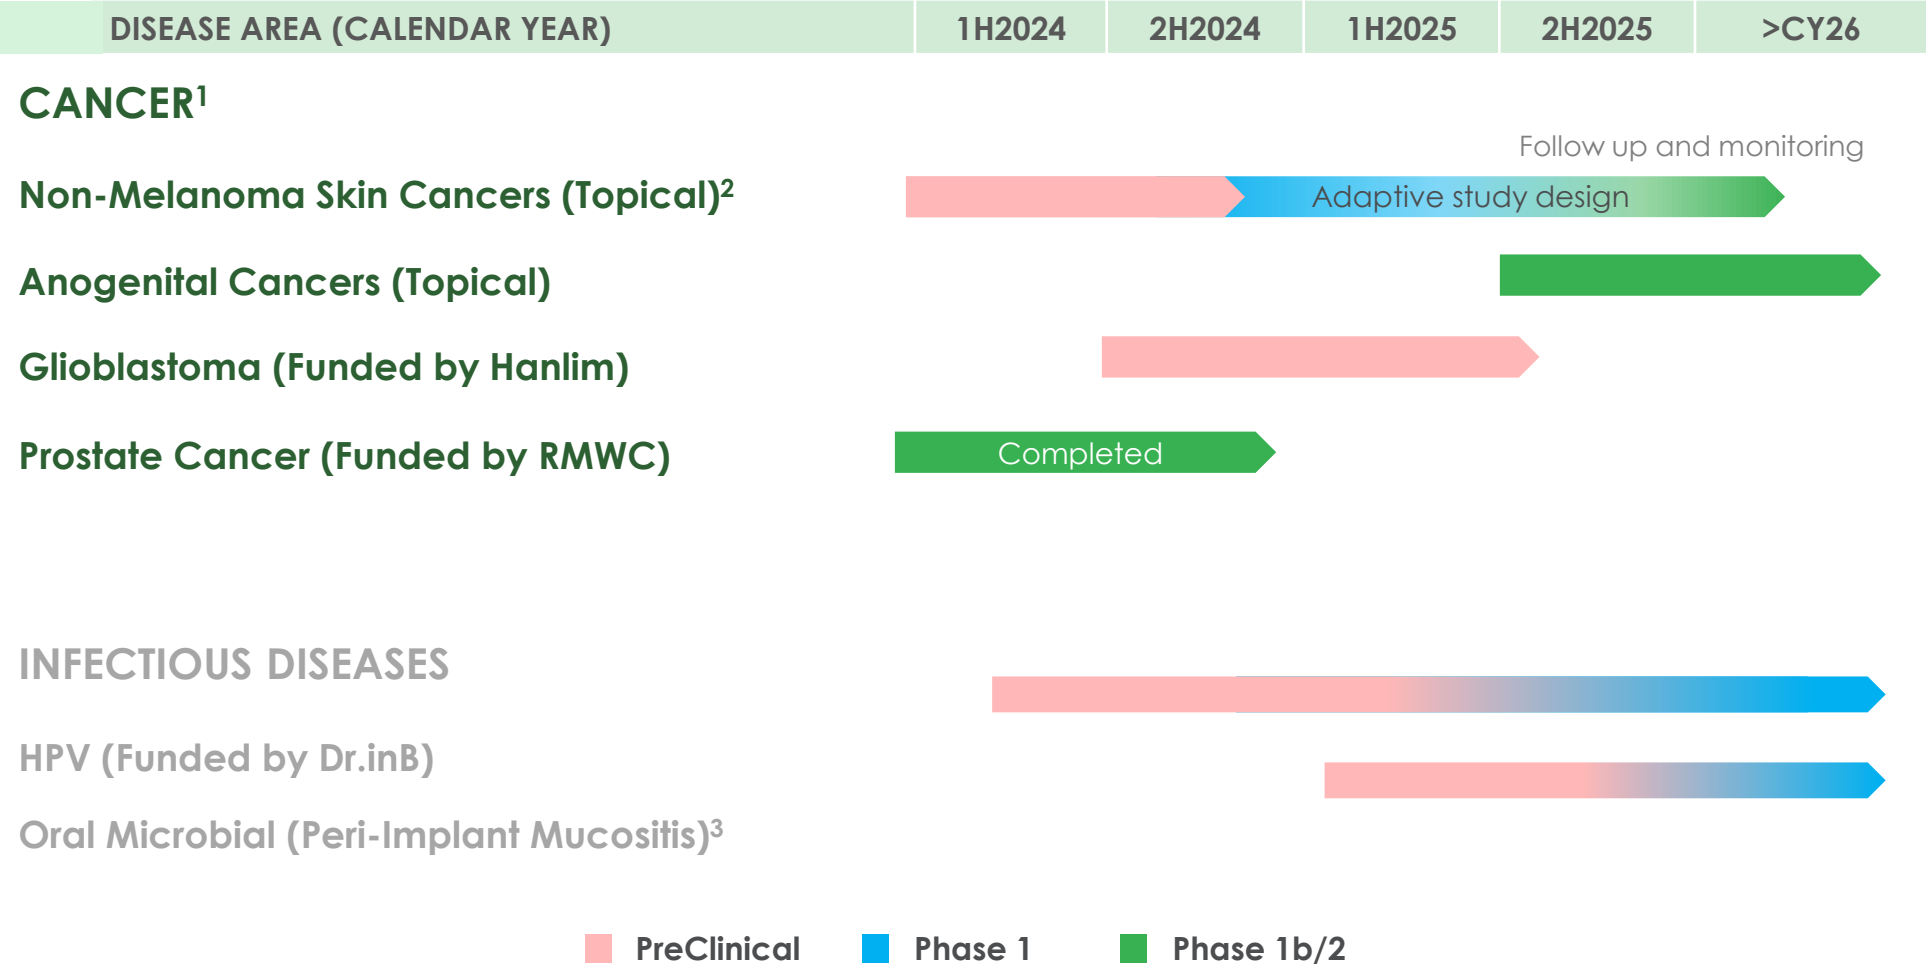 DISEASE AREA (CALENDAR YEAR) 1H2024 2H2024 1H2025 2H2025 >CY26
CANCER¹
Follow up and monitoring
Non-Melanoma Skin Cancers (Topical)² Adaptive study design
Anogenital Cancers (Topical)
Glioblastoma (Funded by Hanlim)
Prostate Cancer (Funded by RMWC) Completed
INFECTIOUS DISEASES
HPV (Funded by Dr.inB)
Oral Microbial (Peri-Implant Mucositis)³
PreClinical Phase 1 Phase 1b/2